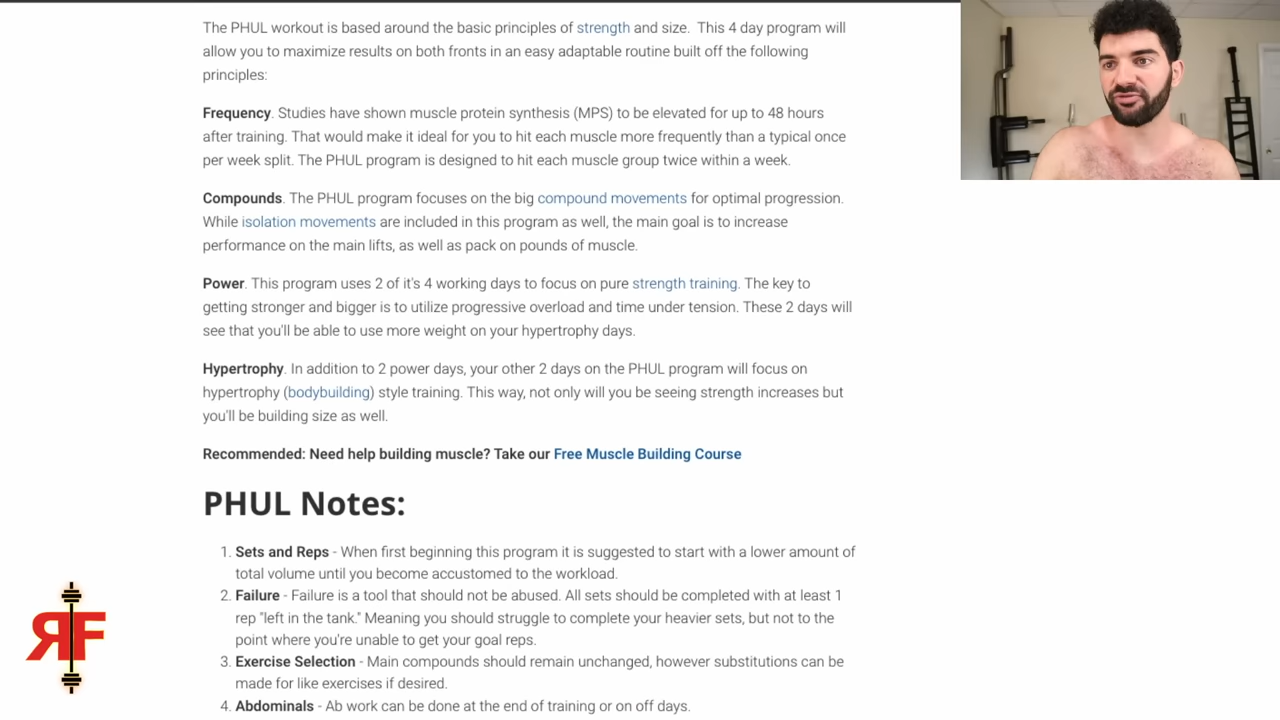 The PHUL workout is based around the basic principles of strength and size. This 4 day program will
allow you to maximize results on both fronts in an easy adaptable routine built off the following
principles:
Frequency. Studies have shown muscle protein synthesis (MPS) to be elevated for up to 48 hours
after training. That would make it ideal for you to hit each muscle more frequently than a typical once
per week split. The PHUL program is designed to hit each muscle group twice within a week.
Compounds. The PHUL program focuses on the big compound movements for optimal progression.
While isolation movements are included in this program as well, the main goal is to increase
performance on the main lifts, as well as pack on pounds of muscle.
Power. This program uses 2 of it's 4 working days to focus on pure strength training. The key to
getting stronger and bigger is to utilize progressive overload and time under tension. These 2 days will
see that you'll be able to use more weight on your hypertrophy days.
Hypertrophy. In addition to 2 power days, your other 2 days on the PHUL program will focus on
hypertrophy (bodybuilding) style training. This way, not only will you be seeing strength increases but
you'll be building size as well.
Recommended: Need help building muscle? Take our Free Muscle Building Course
PHUL Notes:
1. Sets and Reps - When first beginning this program it is suggested to start with a lower amount of
total volume until you become accustomed to the workload.
2. Failure - Failure is a tool that should not be abused. All sets should be completed with at least 1
rep "left in the tank." Meaning you should struggle to complete your heavier sets, but not to the
point where you're unable to get your goal reps.
3. Exercise Selection - Main compounds should remain unchanged, however substitutions can be
made for like exercises if desired.
4. Abdominals - Ab work can be done at the end of training or on off days.
RF